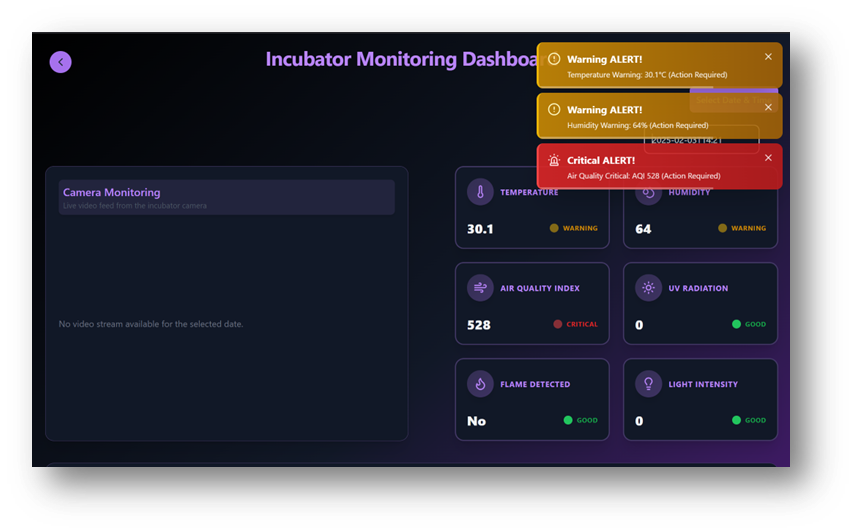 Incubator Monitoring Dashboa
Warning ALERT!
Temperature Warning: 30.1°C (Action Required)
Warning ALERT!
Humidity Warning: 64% (Action Required)
2025-02-03T14:21
Critical ALERT!
Air Quality Critical: AQI 528 (Action Required)
Camera Monitoring
Live video feed from the incubator camera
No video stream available for the selected date.
TEMPERATURE
30.1
WARNING
HUMIDITY
64
WARNING
AIR QUALITY INDEX
528
CRITICAL
UV RADIATION
0
GOOD
FLAME DETECTED
No
GOOD
LIGHT INTENSITY
0
GOOD